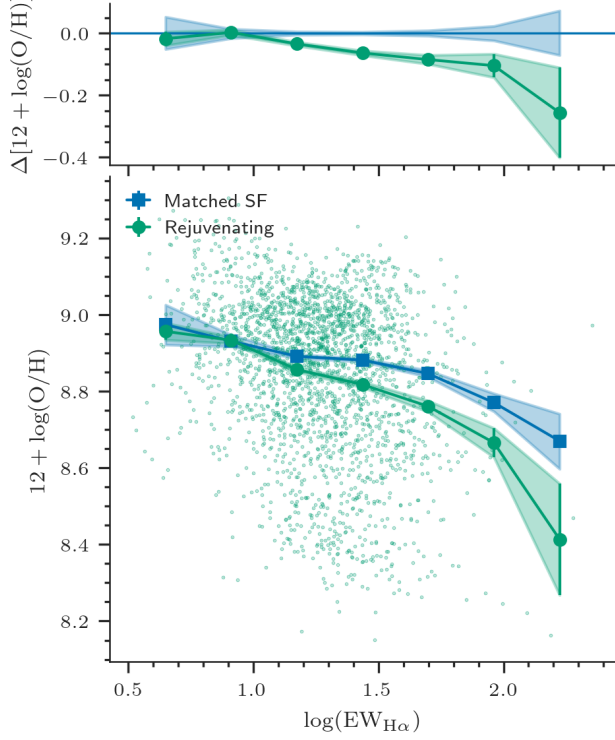 Δ[12 + log(O/H)]
0.0
−0.2
−0.4
Matched SF
Rejuvenating
12 + log(O/H)
9.2
9.0
8.8
8.6
8.4
8.2
0.5 1.0 1.5 2.0
log(EW_Hα)